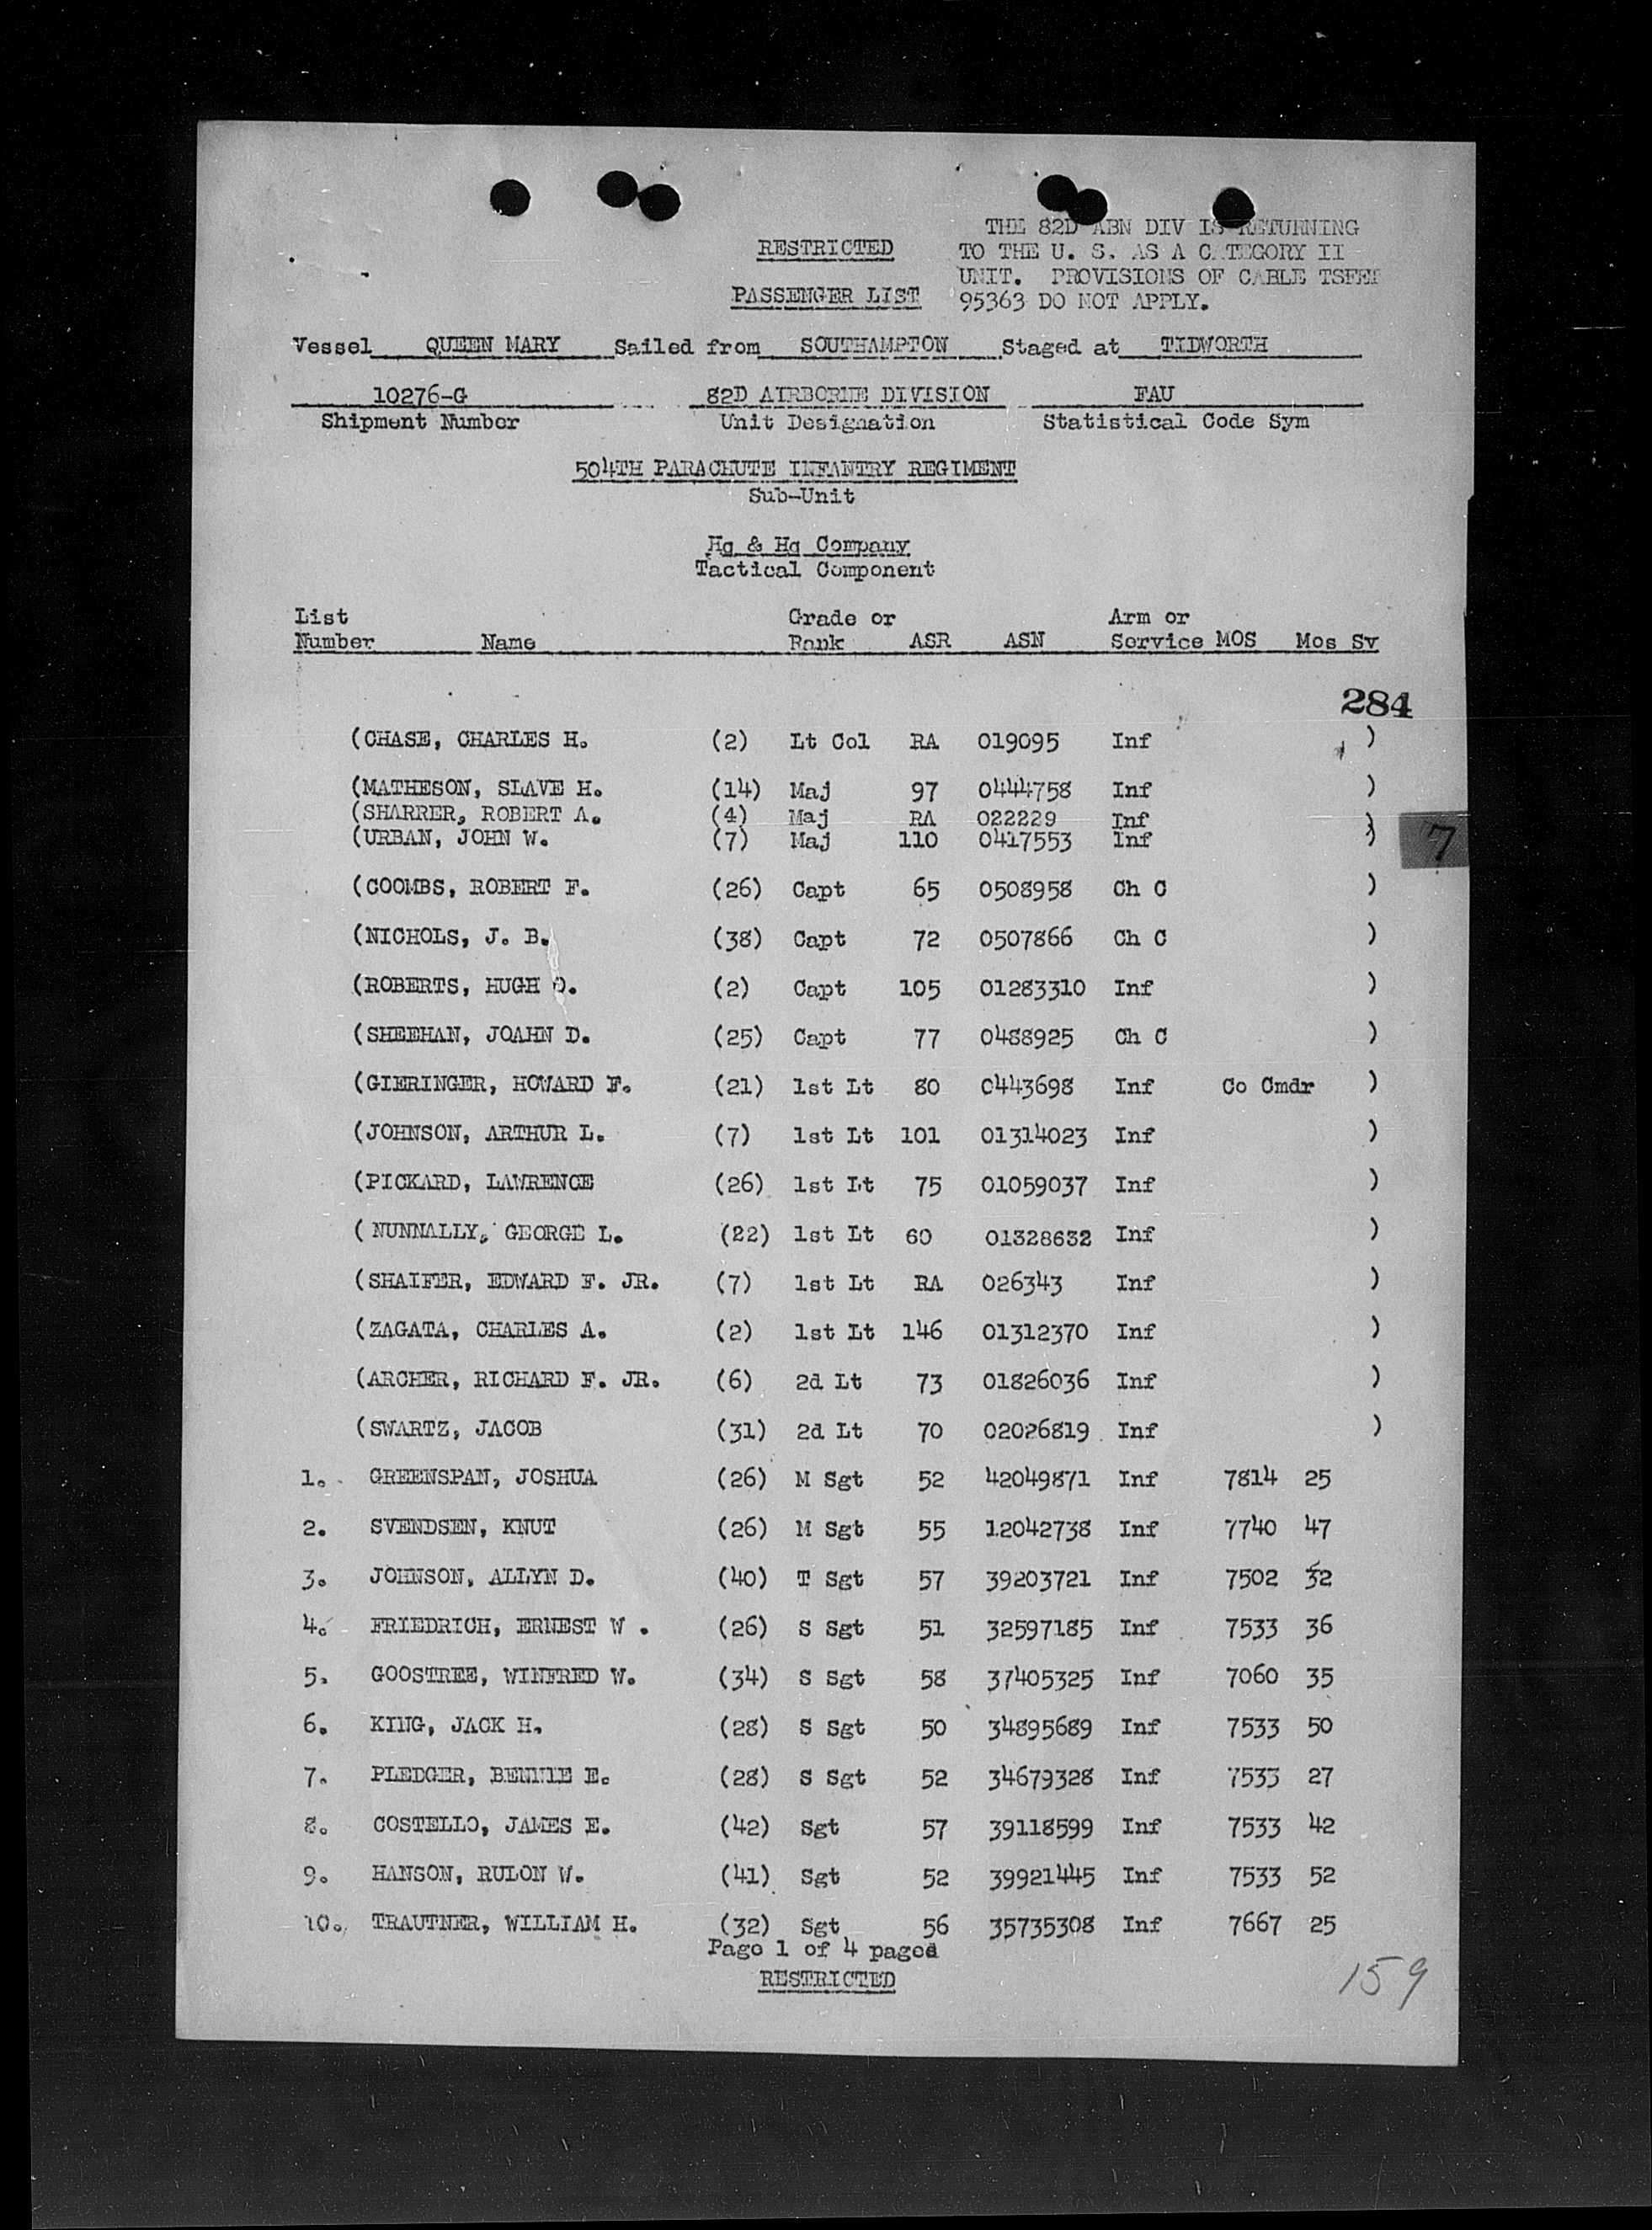 THE 82D ABN DIV IS RETURNING
RESTRICTED TO THE U. S. AS A CATEGORY II
UNIT. PROVISIONS OF CABLE TSFET
PASSENGER LIST 95363 DO NOT APPLY.
Vessel QUEEN MARY Sailed from SOUTHAMPTON Staged at TIDWORTH
10276-G 82D AIRBORNE DIVISION FAU
Shipment Number Unit Designation Statistical Code Sym
504TH PARACHUTE INFANTRY REGIMENT
Sub-Unit
Hq & Hq Company
Tactical Component
List Grade or Arm or
Number Name Rank ASR ASN Service MOS Mos Sv
284
(CHASE, CHARLES H. (2) Lt Col RA 019095 Inf )
(MATHESON, SLAVE H. (14) Maj 97 0444758 Inf )
(SHARRER, ROBERT A. (4) Maj RA 022229 Inf )
(URBAN, JOHN W. (7) Maj 110 0417553 Inf )
7
(COOMBS, ROBERT F. (26) Capt 65 0508958 Ch C )
(NICHOLS, J. B. (38) Capt 72 0507866 Ch C )
(ROBERTS, HUGH (2) Capt 105 01283310 Inf )
(SHEEHAN, JOAHN D. (25) Capt 77 0488925 Ch C )
(GIERINGER, HOWARD F. (21) 1st Lt 80 0443698 Inf Co Cmdr )
(JOHNSON, ARTHUR L. (7) 1st Lt 101 01314023 Inf )
(PICKARD, LAWRENCE (26) 1st Lt 75 01059037 Inf )
( NUNNALLY, GEORGE L. (22) 1st Lt 60 01328632 Inf )
(SHAIFER, EDWARD F. JR. (7) 1st Lt RA 026343 Inf )
(ZAGATA, CHARLES A. (2) 1st Lt 146 01312370 Inf )
(ARCHER, RICHARD F. JR. (6) 2d Lt 73 01826036 Inf )
(SWARTZ, JACOB (31) 2d Lt 70 02026819 Inf )
1. GREENSPAN, JOSHUA (26) M Sgt 52 42049871 Inf 7814 25
2. SVENDSEN, KNUT (26) M Sgt 55 12042738 Inf 7740 47
3. JOHNSON, ALLYN D. (40) T Sgt 57 39203721 Inf 7502 52
4. FRIEDRICH, ERNEST W . (26) S Sgt 51 32597185 Inf 7533 36
5. GOOSTREE, WINFRED W. (34) S Sgt 58 37405325 Inf 7060 35
6. KING, JACK H. (28) S Sgt 50 34895689 Inf 7533 50
7. PLEDGER, BENNIE E. (28) S Sgt 52 34679328 Inf 7533 27
8. COSTELLO, JAMES E. (42) Sgt 57 39118599 Inf 7533 42
9. HANSON, RULON W. (41) Sgt 52 39921445 Inf 7533 52
10. TRAUTNER, WILLIAM H. (32) Sgt 56 35735308 Inf 7667 25
Page 1 of 4 paged
RESTRICTED
159